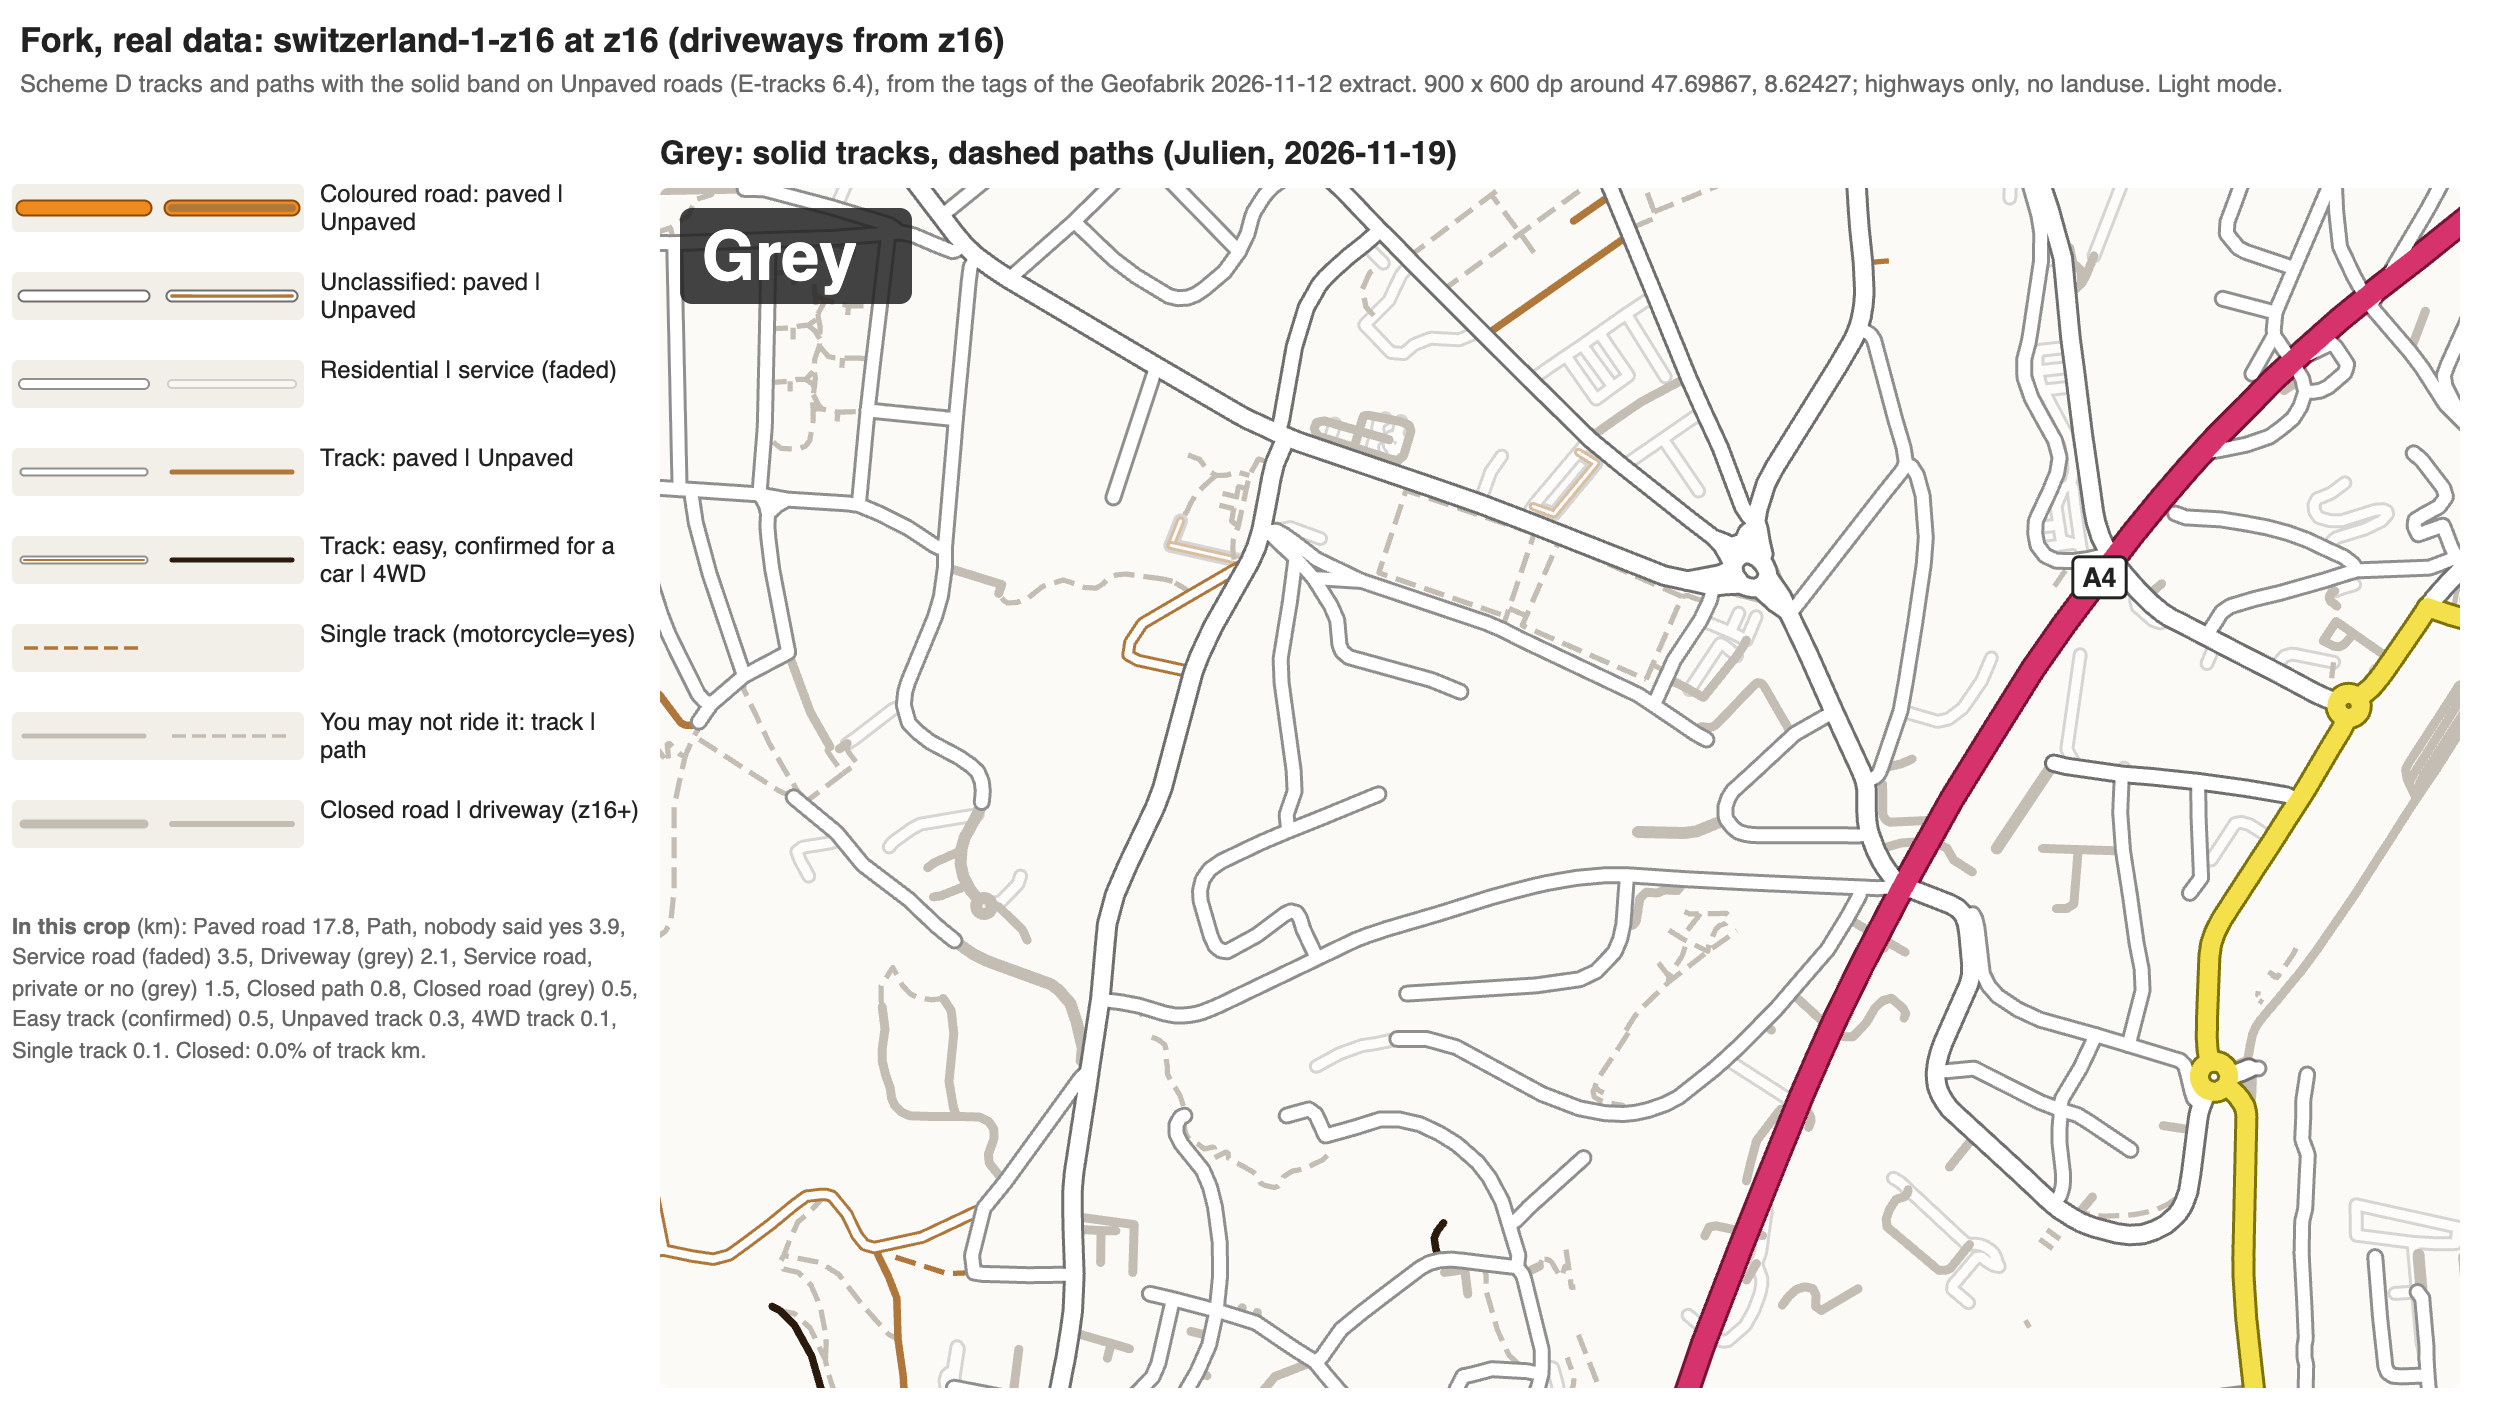 Fork, real data: switzerland-1-z16 at z16 (driveways from z16)
Scheme D tracks and paths with the solid band on Unpaved roads (E-tracks 6.4), from the tags of the Geofabrik 2026-11-12 extract. 900 x 600 dp around 47.69867, 8.62427; highways only, no landuse. Light mode.
Grey: solid tracks, dashed paths (Julien, 2026-11-19)
Coloured road: paved |
Unpaved
Unclassified: paved |
Unpaved
Residential | service (faded)
Track: paved | Unpaved
Track: easy, confirmed for a
car | 4WD
Single track (motorcycle=yes)
You may not ride it: track |
path
Closed road | driveway (z16+)
In this crop (km): Paved road 17.8, Path, nobody said yes 3.9,
Service road (faded) 3.5, Driveway (grey) 2.1, Service road,
private or no (grey) 1.5, Closed path 0.8, Closed road (grey) 0.5,
Easy track (confirmed) 0.5, Unpaved track 0.3, 4WD track 0.1,
Single track 0.1. Closed: 0.0% of track km.
Grey
A4